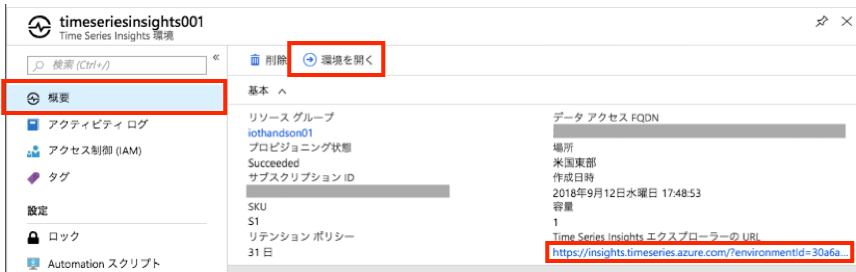 timeseriesinsights001
Time Series Insights 環境
検索 (Ctrl+/)
概要
アクティビティ ログ
アクセス制御 (IAM)
タグ
設定
ロック
Automation スクリプト
削除
環境を開く
基本
リソース グループ
iothandson01
プロビジョニング状態
Succeeded
サブスクリプション ID
SKU
S1
リテンション ポリシー
31 日
データ アクセス FQDN
場所
米国東部
作成日時
2018年9月12日水曜日 17:48:53
容量
1
Time Series Insights エクスプローラーの URL
https://insights.timeseries.azure.com/?environmentId=30a6a...